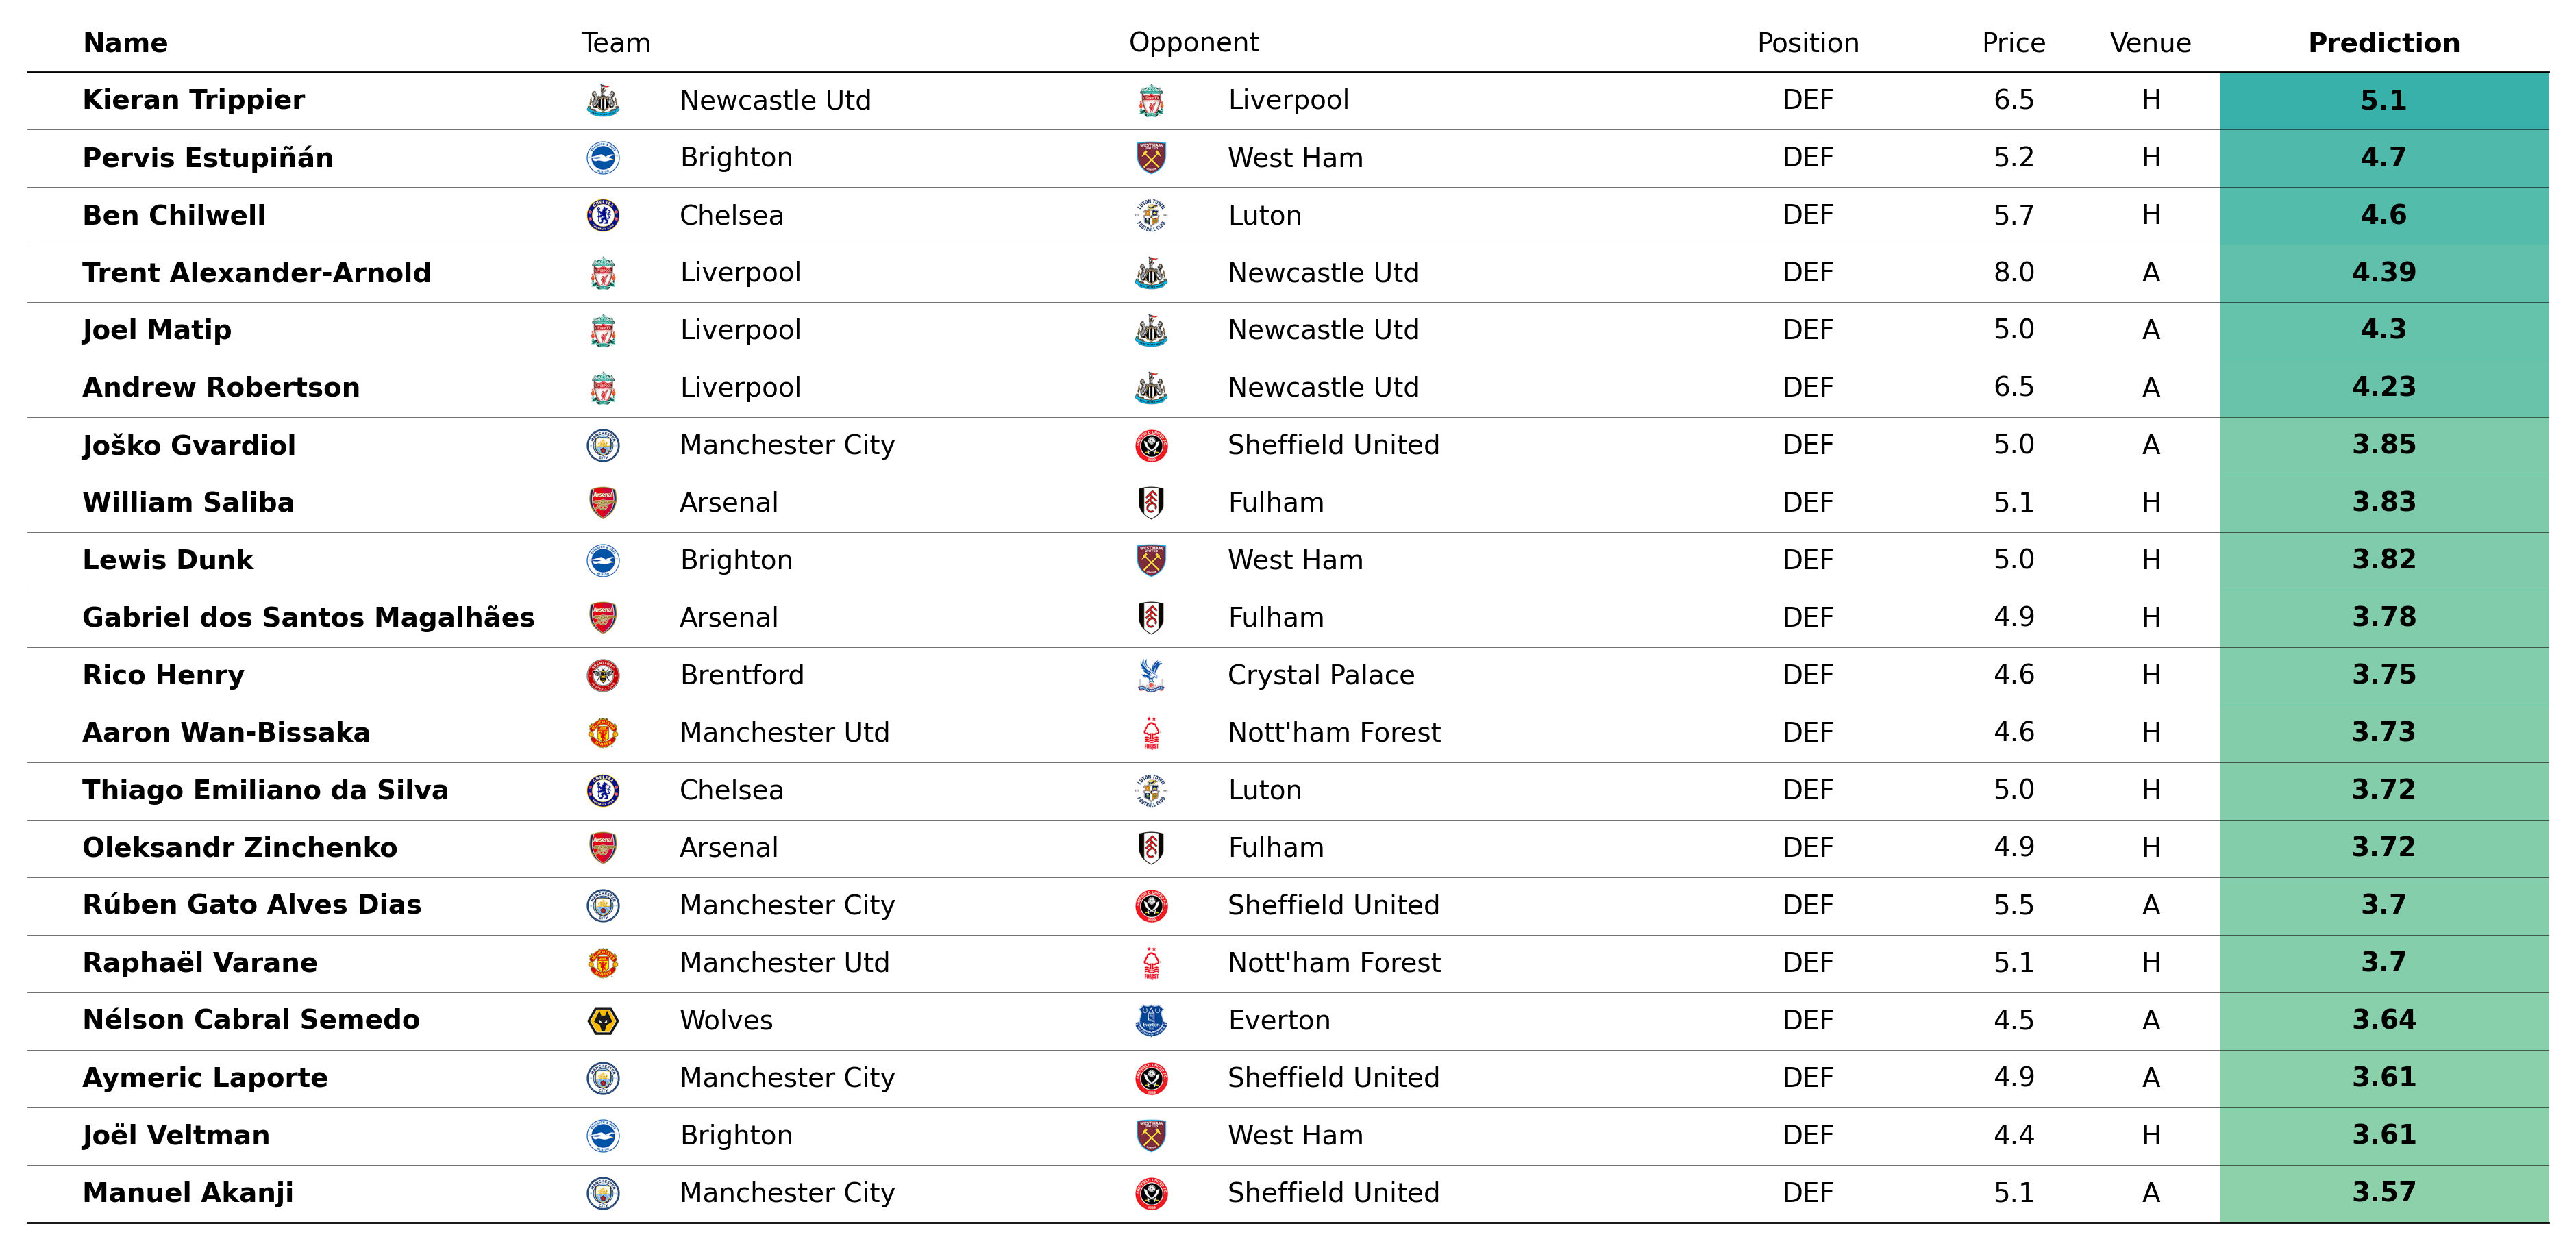 Name Team Opponent Position Price Venue Prediction
Kieran Trippier Newcastle Utd Liverpool DEF 6.5 H 5.1
Pervis Estupiñán Brighton West Ham DEF 5.2 H 4.7
Ben Chilwell Chelsea Luton DEF 5.7 H 4.6
Trent Alexander-Arnold Liverpool Newcastle Utd DEF 8.0 A 4.39
Joel Matip Liverpool Newcastle Utd DEF 5.0 A 4.3
Andrew Robertson Liverpool Newcastle Utd DEF 6.5 A 4.23
Joško Gvardiol Manchester City Sheffield United DEF 5.0 A 3.85
William Saliba Arsenal Fulham DEF 5.1 H 3.83
Lewis Dunk Brighton West Ham DEF 5.0 H 3.82
Gabriel dos Santos Magalhães Arsenal Fulham DEF 4.9 H 3.78
Rico Henry Brentford Crystal Palace DEF 4.6 H 3.75
Aaron Wan-Bissaka Manchester Utd Nott'ham Forest DEF 4.6 H 3.73
Thiago Emiliano da Silva Chelsea Luton DEF 5.0 H 3.72
Oleksandr Zinchenko Arsenal Fulham DEF 4.9 H 3.72
Rúben Gato Alves Dias Manchester City Sheffield United DEF 5.5 A 3.7
Raphaël Varane Manchester Utd Nott'ham Forest DEF 5.1 H 3.7
Nélson Cabral Semedo Wolves Everton DEF 4.5 A 3.64
Aymeric Laporte Manchester City Sheffield United DEF 4.9 A 3.61
Joël Veltman Brighton West Ham DEF 4.4 H 3.61
Manuel Akanji Manchester City Sheffield United DEF 5.1 A 3.57